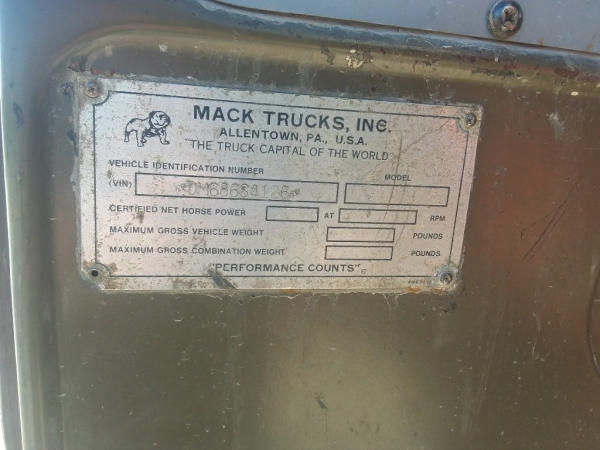 MACK TRUCKS, INC.
ALLENTOWN, PA., U.S.A.
"THE TRUCK CAPITAL OF THE WORLD"
VEHICLE IDENTIFICATION NUMBER MODEL
(VIN)
CERTIFIED NET HORSE POWER AT RPM
MAXIMUM GROSS VEHICLE WEIGHT POUNDS
MAXIMUM GROSS COMBINATION WEIGHT POUNDS
"PERFORMANCE COUNTS"